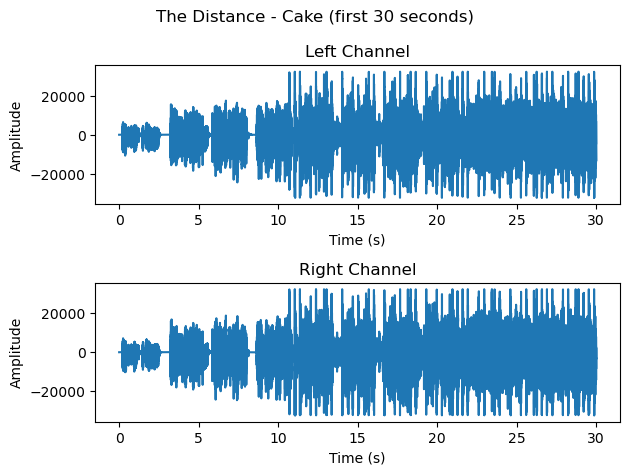 The Distance - Cake (first 30 seconds)
Left Channel
Amplitude
20000
0
−20000
0 5 10 15 20 25 30
Time (s)
Right Channel
Amplitude
20000
0
−20000
0 5 10 15 20 25 30
Time (s)